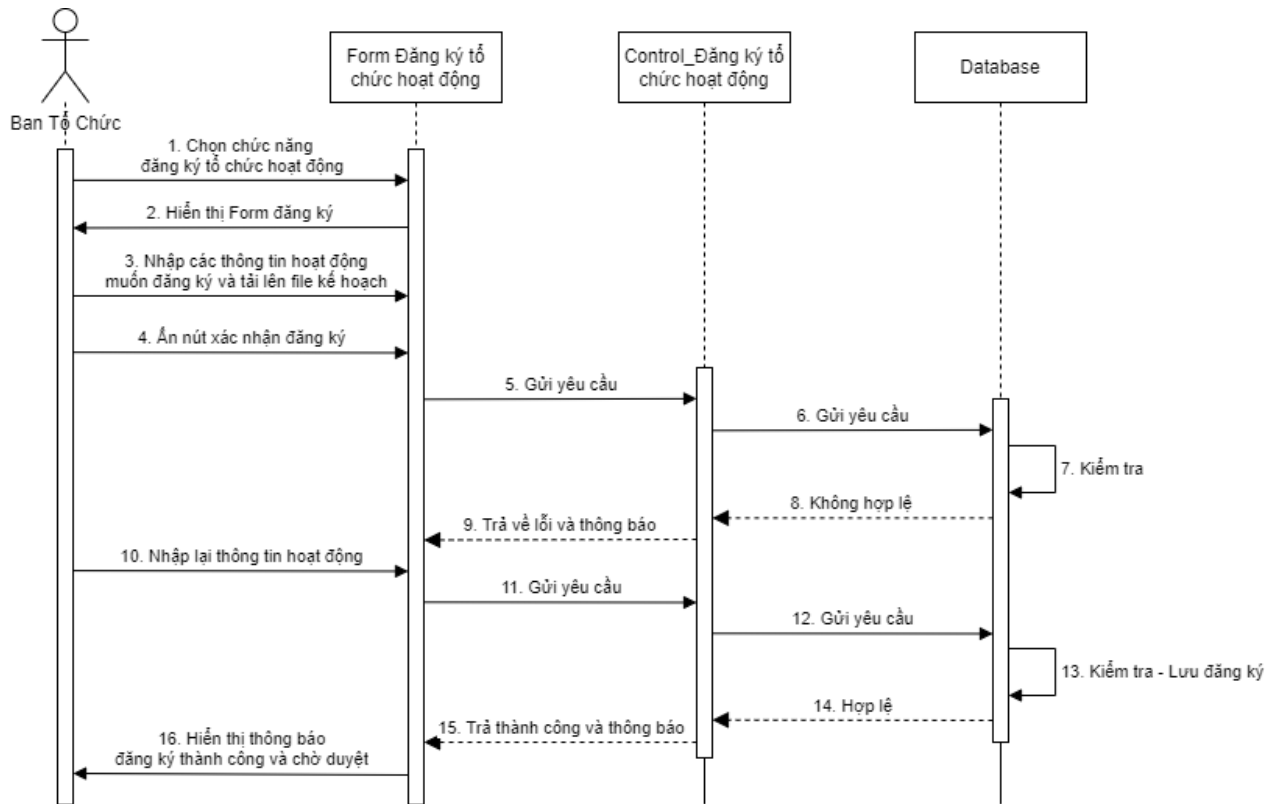 Form Đăng ký tổ
chức hoạt động
Control_Đăng ký tổ
chức hoạt động
Database
Ban Tổ Chức
1. Chọn chức năng
đăng ký tổ chức hoạt động
2. Hiển thị Form đăng ký
3. Nhập các thông tin hoạt động
muốn đăng ký và tải lên file kế hoạch
4. Ấn nút xác nhận đăng ký
5. Gửi yêu cầu
6. Gửi yêu cầu
7. Kiểm tra
8. Không hợp lệ
9. Trả về lỗi và thông báo
10. Nhập lại thông tin hoạt động
11. Gửi yêu cầu
12. Gửi yêu cầu
13. Kiểm tra - Lưu đăng ký
14. Hợp lệ
15. Trả thành công và thông báo
16. Hiển thị thông báo
đăng ký thành công và chờ duyệt